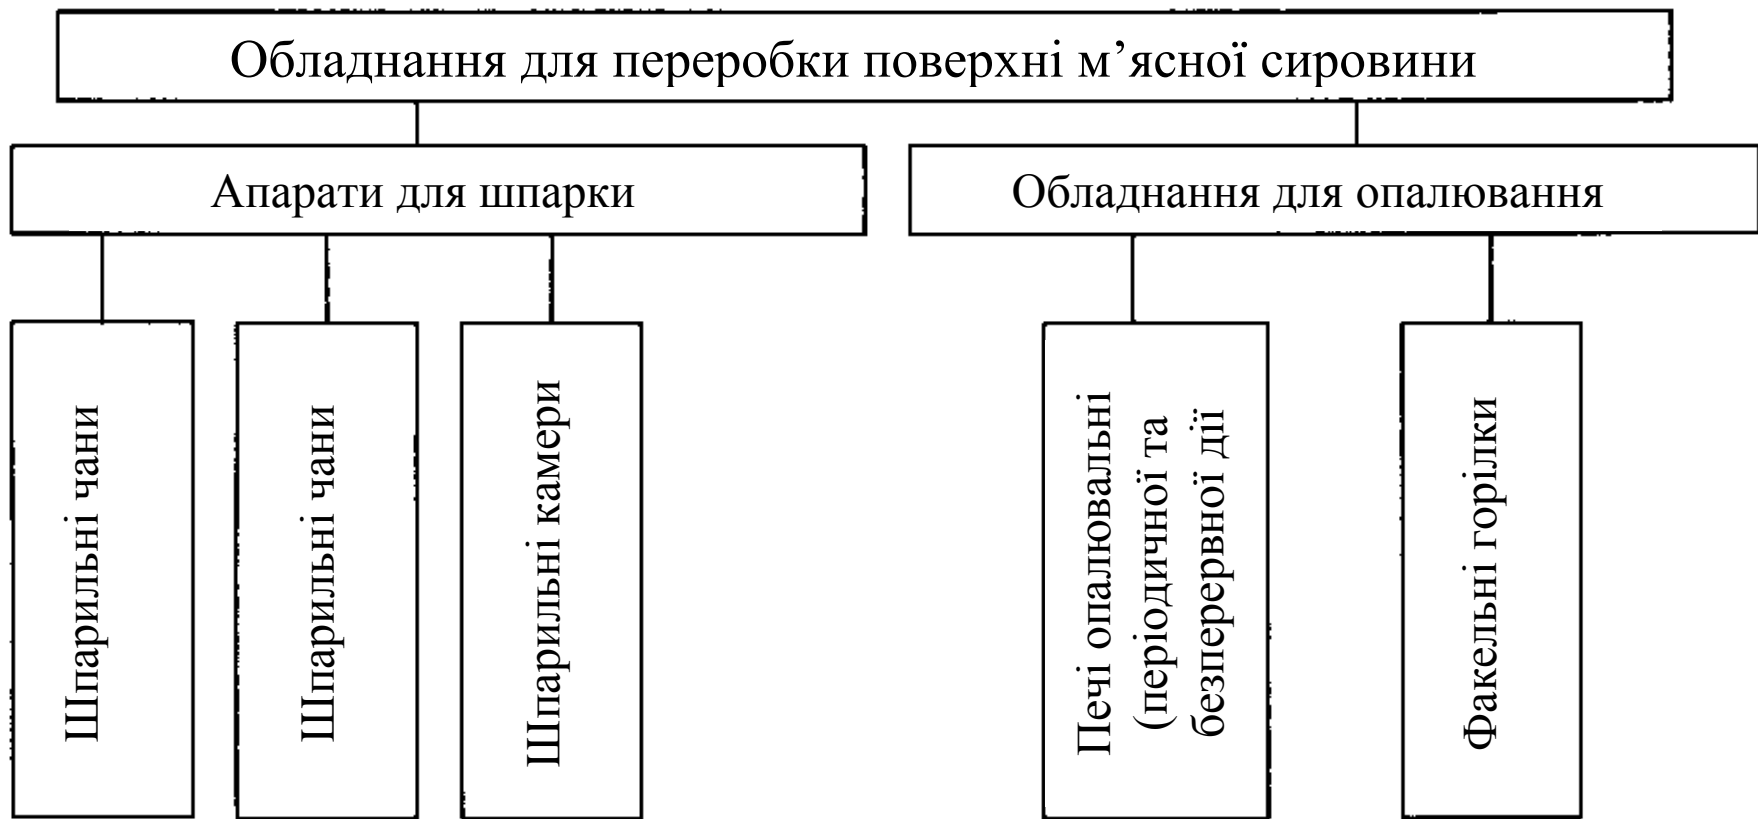 Обладнання для переробки поверхні м’ясної сировини
Апарати для шпарки
Обладнання для опалювання
Шпарильні чани
Шпарильні чани
Шпарильні камери
Печі опалювальні
(періодичної та
безперервної дії
Факельні горілки